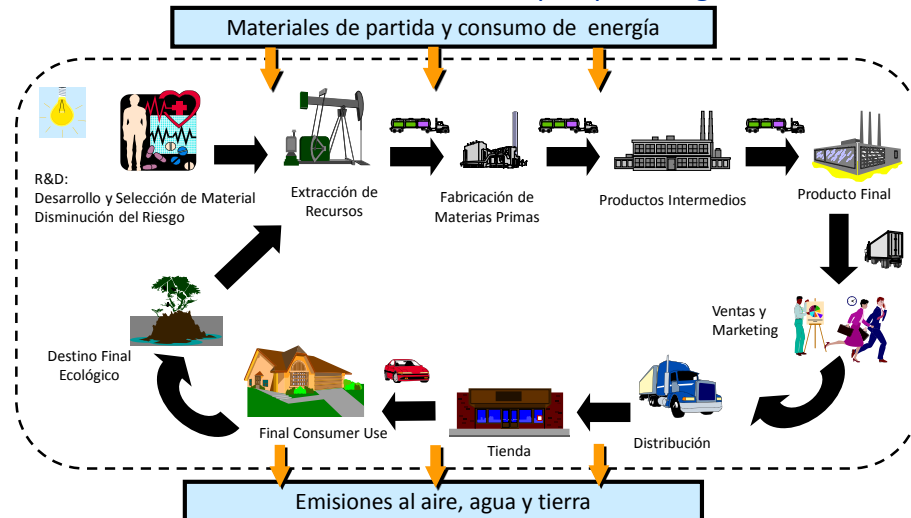 Materiales de partida y consumo de energía
R&D:
Desarrollo y Selección de Material
Disminución del Riesgo
Extracción de
Recursos
Fabricación de
Materias Primas
Productos Intermedios
Producto Final
Ventas y
Marketing
Destino Final
Ecológico
Final Consumer Use
Tienda
Distribución
Emisiones al aire, agua y tierra